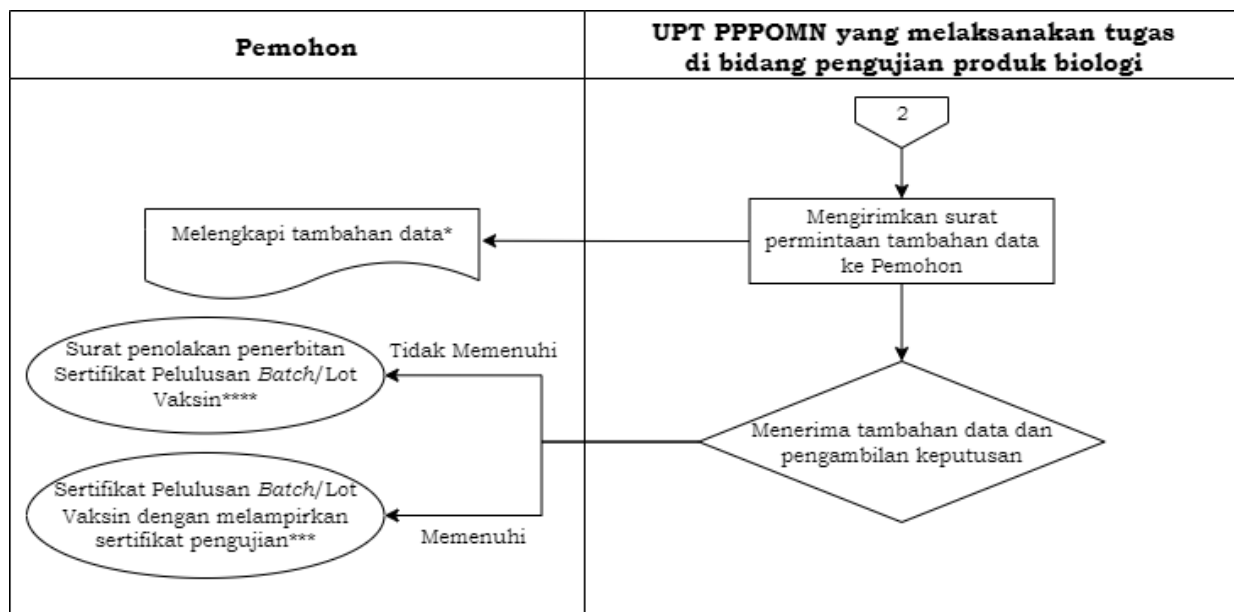 Pemohon
UPT PPPOMN yang melaksanakan tugas
di bidang pengujian produk biologi
2
Mengirimkan surat
permintaan tambahan data
ke Pemohon
Melengkapi tambahan data*
Surat penolakan penerbitan
Sertifikat Pelulusan Batch/Lot
Vaksin****
Tidak Memenuhi
Menerima tambahan data dan
pengambilan keputusan
Sertifikat Pelulusan Batch/Lot
Vaksin dengan melampirkan
sertifikat pengujian***
Memenuhi